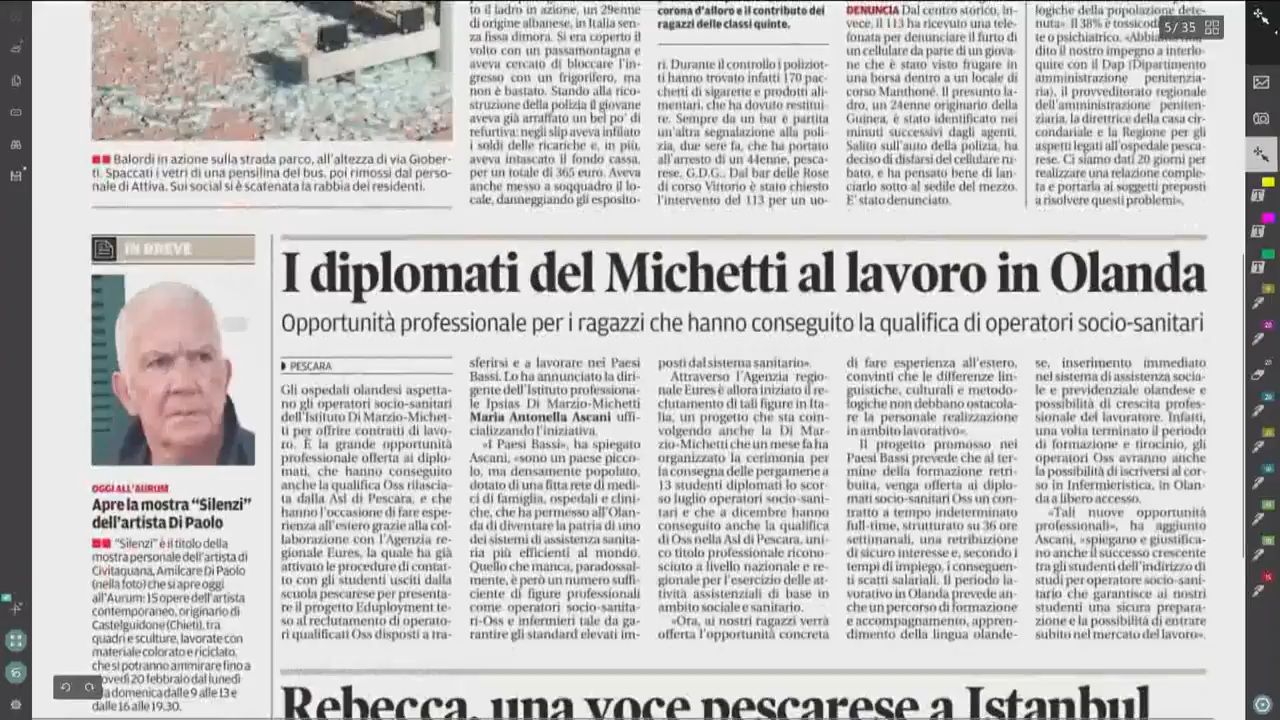 5/ 35
to il ladro in azione, un 29enne
di origine albanese, in Italia sen-
za fissa dimora. Si era coperto il
volto con un passamontagna e
aveva cercato di bloccare l'in-
gresso con un frigorifero, ma
non è bastato. Stando alla rico-
struzione della polizia il giovane
aveva già arraffato un bel po' di
refurtiva: negli slip aveva infilato
i soldi delle ricariche e, in più,
aveva intascato il fondo cassa,
per un totale di 365 euro. Aveva
anche messo a soqquadro il lo-
cale, danneggiando gli esposito-
corona d'alloro e il contributo dei
ragazzi delle classi quinte.
ri. Durante il controllo i poliziot-
ti hanno trovato infatti 170 pac-
chetti di sigarette e prodotti ali-
mentari, che ha dovuto restitui-
re. Sempre da un bar è partita
un'altra segnalazione alla poli-
zia, due sere fa, che ha portato
all'arresto di un 44enne, pesca-
rese, G.D.G.. Dal bar delle Rose
di corso Vittorio è stato chiesto
l'intervento del 113 per un uo-
DENUNCIA Dal centro storico, in-
vece, il 113 ha ricevuto una tele-
fonata per denunciare il furto di
un cellulare da parte di un giova-
ne che è stato visto frugare in
una borsa dentro a un locale di
corso Manthonè. Il presunto la-
dro, un 24enne originario della
Guinea, è stato identificato nei
minuti successivi dagli agenti.
Salito sull'auto della polizia, ha
deciso di disfarsi del cellulare ru-
bato, e ha pensato bene di lan-
ciarlo sotto al sedile del mezzo.
E' stato denunciato.
logiche della popolazione dete-
nuta». Il 38% è tossicod
te o psichiatrico. «Abbia
dito il nostro impegno a interlo-
quire con il Dap (Dipartimento
amministrazione penitenzia-
ria), il provveditorato regionale
dell'amministrazione peniten-
ziaria, la direttrice della casa cir-
condariale e la Regione per gli
aspetti legati all'ospedale pesca-
rese. Ci siamo dati 20 giorni per
realizzare una relazione comple-
ta e portarla ai soggetti preposti
a risolvere questi problemi».
Balordi in azione sulla strada parco, all'altezza di via Giober-
ti. Spaccati i vetri di una pensilina del bus, poi rimossi dal perso-
nale di Attiva. Sui social si è scatenata la rabbia dei residenti.
IN BREVE
OGGI ALL'AURUM
Apre la mostra "Silenzi"
dell'artista Di Paolo
"Silenzi" è il titolo della
mostra personale dell'artista di
Civitaquana, Amilcare Di Paolo
(nella foto) che si apre oggi
all'Aurum: 15 opere dell'artista
contemporaneo, originario di
Castelguidone (Chieti), tra
quadri e sculture, lavorate con
materiale colorato e riciclato,
che si potranno ammirare fino a
giovedì 20 febbraio dal lunedì
alla domenica dalle 9 alle 13 e
dalle 16 alle 19.30.
I diplomati del Michetti al lavoro in Olanda
Opportunità professionale per i ragazzi che hanno conseguito la qualifica di operatori socio-sanitari
PESCARA
Gli ospedali olandesi aspetta-
no gli operatori socio-sanitari
dell'Istituto Di Marzio-Michet-
ti per offrire contratti di lavo-
ro. È la grande opportunità
professionale offerta ai diplo-
mati, che hanno conseguito
anche la qualifica Oss rilascia-
ta dalla Asl di Pescara, e che
hanno l'occasione di fare espe-
rienza all'estero grazie alla col-
laborazione con l'Agenzia re-
gionale Eures, la quale ha già
attivato le procedure di contat-
to con gli studenti usciti dalla
scuola pescarese per presenta-
re il progetto Eduployment te-
so al reclutamento di operato-
ri qualificati Oss disposti a tra-
sferirsi e a lavorare nei Paesi
Bassi. Lo ha annunciato la diri-
gente dell'Istituto professiona-
le Ipsias Di Marzio-Michetti
Maria Antonella Ascani uffi-
cializzando l'iniziativa.
«I Paesi Bassi», ha spiegato
Ascani, «sono un paese picco-
lo, ma densamente popolato,
dotato di una fitta rete di medi-
ci di famiglia, ospedali e clini-
che, che ha permesso all'Olan-
da di diventare la patria di uno
dei sistemi di assistenza sanita-
ria più efficienti al mondo.
Quello che manca, paradossal-
mente, è però un numero suffi-
ciente di figure professionali
come operatori socio-sanita-
ri-Oss e infermieri tale da ga-
rantire gli standard elevati im-
posti dal sistema sanitario».
Attraverso l'Agenzia regio-
nale Eures è allora iniziato il re-
clutamento di tali figure in Ita-
lia, un progetto che sta coin-
volgendo anche la Di Mar-
zio-Michetti che un mese fa ha
organizzato la cerimonia per
la consegna delle pergamene a
13 studenti diplomati lo scor-
so luglio operatori socio-sani-
tari e che a dicembre hanno
conseguito anche la qualifica
di Oss nella Asl di Pescara, uni-
co titolo professionale ricono-
sciuto a livello nazionale e re-
gionale per l'esercizio delle at-
tività assistenziali di base in
ambito sociale e sanitario.
«Ora, ai nostri ragazzi verrà
offerta l'opportunità concreta
di fare esperienza all'estero,
convinti che le differenze lin-
guistiche, culturali e metodo-
logiche non debbano ostacola-
re la personale realizzazione
in ambito lavorativo».
Il progetto promosso nei
Paesi Bassi prevede che al ter-
mine della formazione retri-
buita, venga offerta ai diplo-
mati socio-sanitari Oss un con-
tratto a tempo indeterminato
full-time, strutturato su 36 ore
settimanali, una retribuzione
di sicuro interesse e, secondo i
tempi di impiego, i conseguen-
ti scatti salariali. Il periodo la-
vorativo in Olanda prevede an-
che un percorso di formazione
e accompagnamento, appren-
dimento della lingua olande-
se, inserimento immediato
nel sistema di assistenza socia-
le e previdenziale olandese e
possibilità di crescita profes-
sionale del lavoratore. Infatti,
una volta terminato il periodo
di formazione e tirocinio, gli
operatori Oss avranno anche
la possibilità di iscriversi al cor-
so in Infermieristica, in Olan-
da a libero accesso.
«Tali nuove opportunità
professionali», ha aggiunto
Ascani, «spiegano e giustifica-
no anche il successo crescente
tra gli studenti dell'indirizzo di
studi per operatore socio-sani-
tario che garantisce ai nostri
studenti una sicura prepara-
zione e la possibilità di entrare
subito nel mercato del lavoro».
Rebecca, una voce pescarese a Istanbul